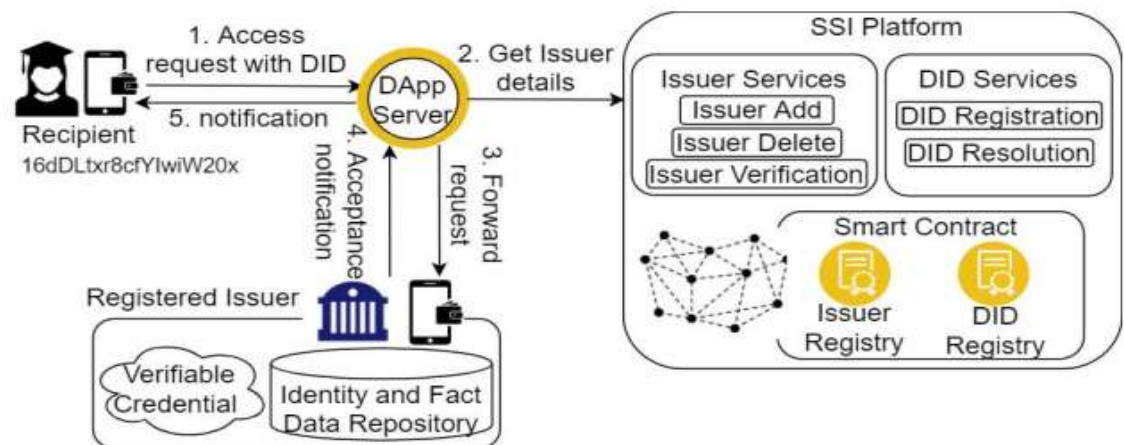 1. Access
request with DID
5. notification
Recipient
16dDLtxr8cfYIwiW20x
DApp
Server
2. Get Issuer
details
3. Forward
request
4. Acceptance
notification
Registered Issuer
Verifiable
Credential
Identity and Fact
Data Repository
SSI Platform
Issuer Services
Issuer Add
Issuer Delete
Issuer Verification
DID Services
DID Registration
DID Resolution
Smart Contract
Issuer
Registry
DID
Registry